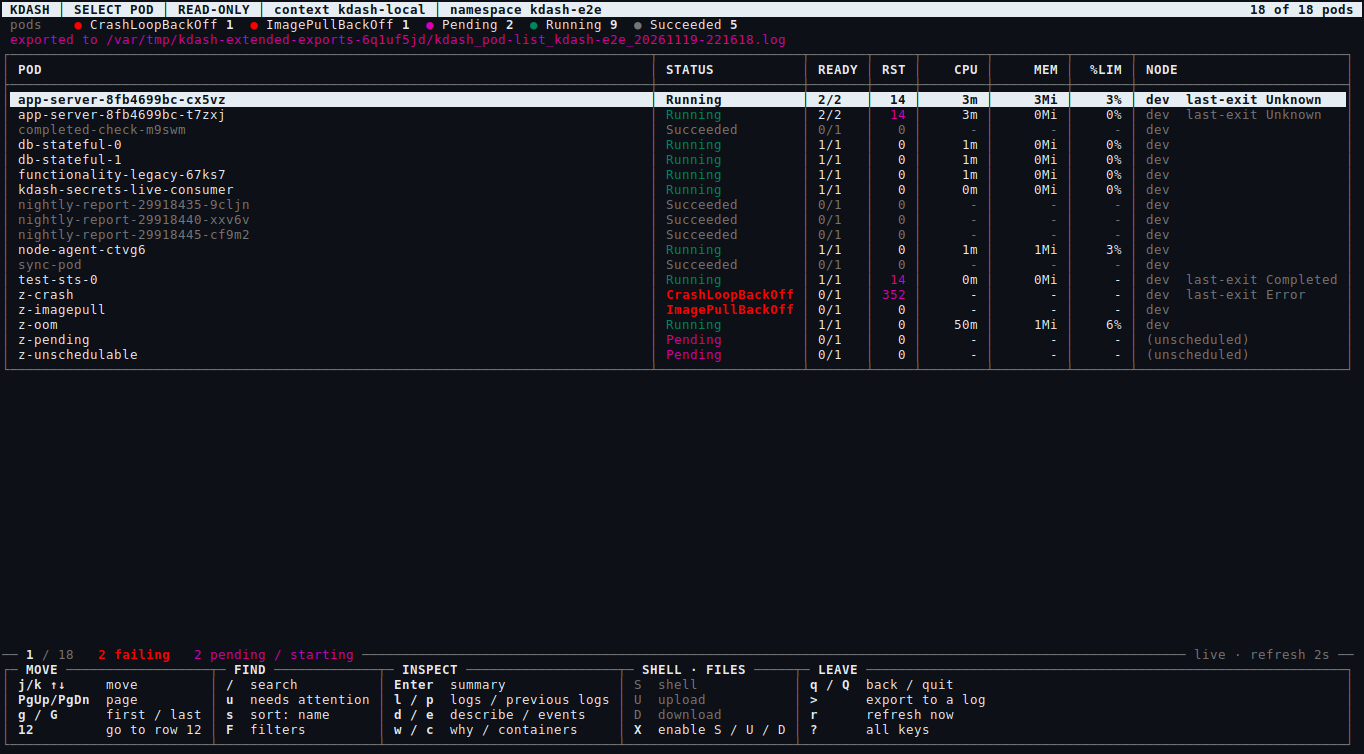 KDASH │ SELECT POD │ READ-ONLY │ context kdash-local │ namespace kdash-e2e 18 of 18 pods
pods ● CrashLoopBackOff 1 ● ImagePullBackOff 1 ● Pending 2 ● Running 9 ● Succeeded 5
exported to /var/tmp/kdash-extended-exports-6q1uf5jd/kdash_pod-list_kdash-e2e_20261119-221618.log
POD STATUS READY RST CPU MEM %LIM NODE
app-server-8fb4699bc-cx5vz Running 2/2 14 3m 3Mi 3% dev last-exit Unknown
app-server-8fb4699bc-t7zxj Running 2/2 14 3m 0Mi 0% dev last-exit Unknown
completed-check-m9swm Succeeded 0/1 0 - - - dev
db-stateful-0 Running 1/1 0 1m 0Mi 0% dev
db-stateful-1 Running 1/1 0 1m 0Mi 0% dev
functionality-legacy-67ks7 Running 1/1 0 1m 0Mi 0% dev
kdash-secrets-live-consumer Running 1/1 0 0m 0Mi 0% dev
nightly-report-29918435-9cljn Succeeded 0/1 0 - - - dev
nightly-report-29918440-xxv6v Succeeded 0/1 0 - - - dev
nightly-report-29918445-cf9m2 Succeeded 0/1 0 - - - dev
node-agent-ctvg6 Running 1/1 0 1m 1Mi 3% dev
sync-pod Succeeded 0/1 0 - - - dev
test-sts-0 Running 1/1 14 0m 0Mi - dev last-exit Completed
z-crash CrashLoopBackOff 0/1 352 - - - dev last-exit Error
z-imagepull ImagePullBackOff 0/1 0 - - - dev
z-oom Running 1/1 0 50m 1Mi 6% dev
z-pending Pending 0/1 0 - - - (unscheduled)
z-unschedulable Pending 0/1 0 - - - (unscheduled)
1 / 18 2 failing 2 pending / starting live · refresh 2s
MOVE FIND INSPECT SHELL · FILES LEAVE
j/k ↑↓ move / search Enter summary S shell q / Q back / quit
PgUp/PgDn page u needs attention l / p logs / previous logs U upload > export to a log
g / G first / last s sort: name d / e describe / events D download r refresh now
12 go to row 12 F filters w / c why / containers X enable S / U / D ? all keys